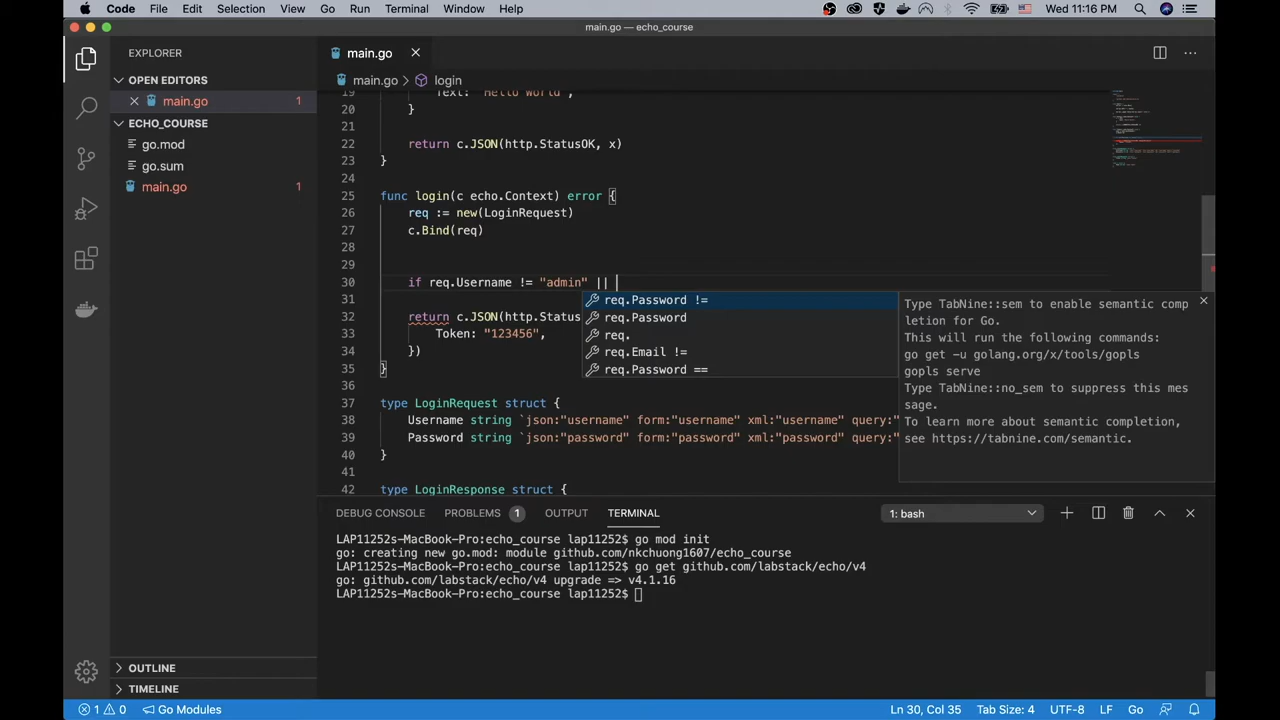 Code File Edit Selection View Go Run Terminal Window Help Wed 11:16 PM
main.go — echo_course
EXPLORER
OPEN EDITORS
main.go 1
ECHO_COURSE
go.mod
go.sum
main.go 1
OUTLINE
TIMELINE
main.go
main.go login
19 Text: "Hello World",
20 }
21
22 return c.JSON(http.StatusOK, x)
23 }
24
25 func login(c echo.Context) error {
26 req := new(LoginRequest)
27 c.Bind(req)
28
29
30 if req.Username != "admin" ||
31
32 return c.JSON(http.Status
33 Token: "123456",
34 })
35 }
36
37 type LoginRequest struct {
38 Username string `json:"username" form:"username" xml:"username" query:"
39 Password string `json:"password" form:"password" xml:"password" query:"
40 }
41
42 type LoginResponse struct {
req.Password !=
req.Password
req.
req.Email !=
req.Password ==
Type TabNine::sem to enable semantic comp
letion for Go.
This will run the following commands:
go get -u golang.org/x/tools/gopls
gopls serve
Type TabNine::no_sem to suppress this mes
sage.
To learn more about semantic completion,
see https://tabnine.com/semantic.
DEBUG CONSOLE PROBLEMS 1 OUTPUT TERMINAL 1: bash
LAP11252s-MacBook-Pro:echo_course lap11252$ go mod init
go: creating new go.mod: module github.com/nkchuong1607/echo_course
LAP11252s-MacBook-Pro:echo_course lap11252$ go get github.com/labstack/echo/v4
go: github.com/labstack/echo/v4 upgrade => v4.1.16
LAP11252s-MacBook-Pro:echo_course lap11252$
1 0 Go Modules Ln 30, Col 35 Tab Size: 4 UTF-8 LF Go